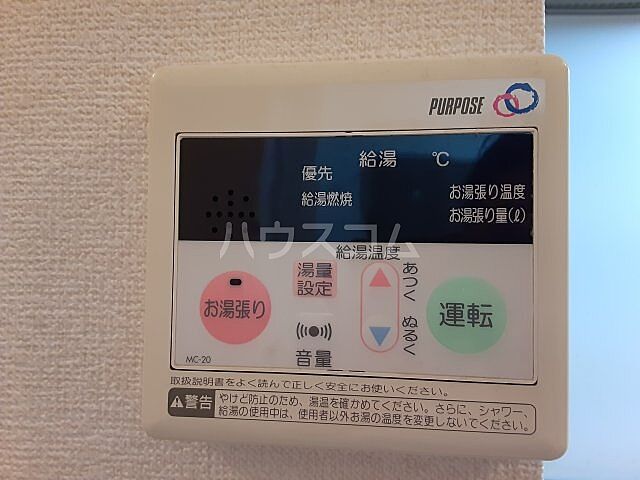 PURPOSE
給湯 ℃
優先
給湯燃焼
お湯張り温度
お湯張り量(ℓ)
ハウスコム
給湯温度
お湯張り
湯量
設定
音量
あつく
ぬるく
運転
MC-20
取扱説明書をよく読んで正しく安全にお使いください。
警告
やけど防止のため、湯温を確かめてください。さらに、シャワー、
給湯の使用中は、使用者以外お湯の温度を変更しないでください。